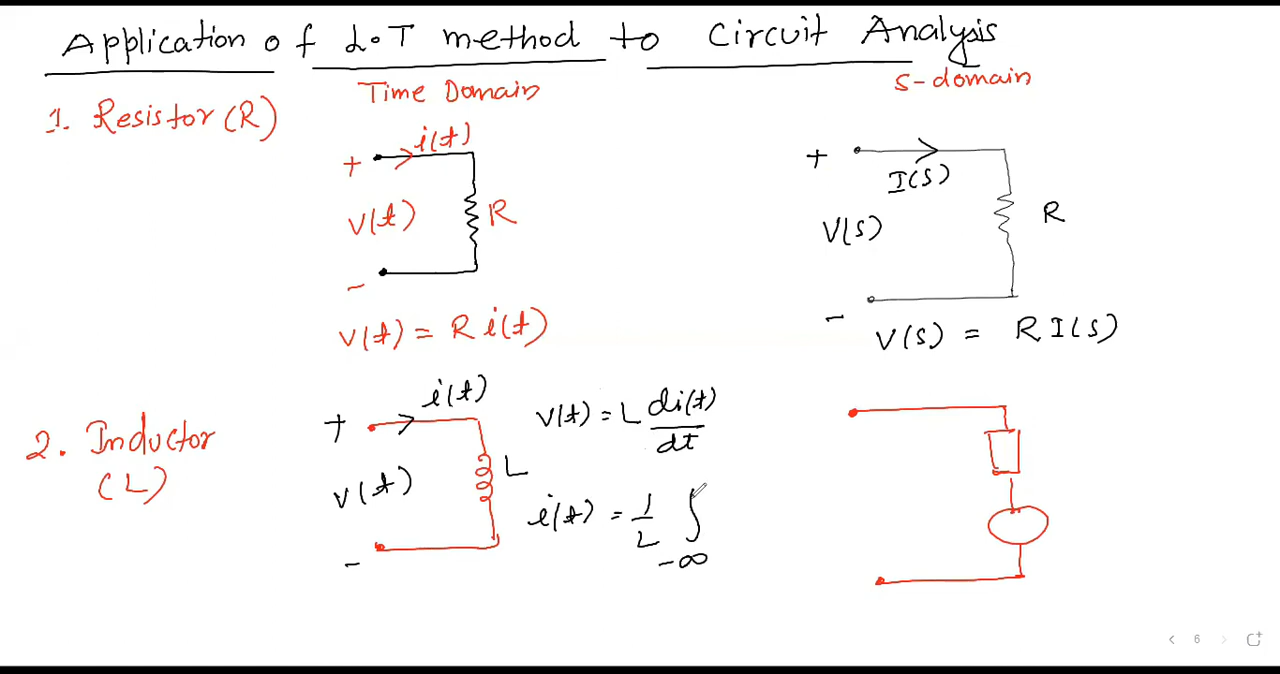 Application of L.T method to Circuit Analysis
Time Domain
S-domain
1. Resistor (R)
i(t)
+
V(t)
R
-
V(t) = R i(t)
+
I(s)
V(s)
R
-
V(s) = R I(s)
2. Inductor
(L)
i(t)
+
V(t)
L
-
V(t) = L di(t)/dt
i(t) = 1/L ∫ -∞
6